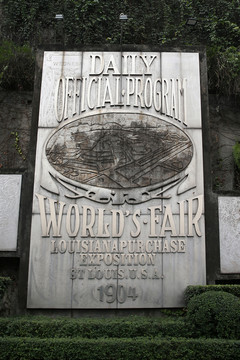 DAILY
OFFICIAL PROGRAM
WORLD'S FAIR
LOUISIANA PURCHASE
EXPOSITION
ST LOUIS. U.S.A.
1904